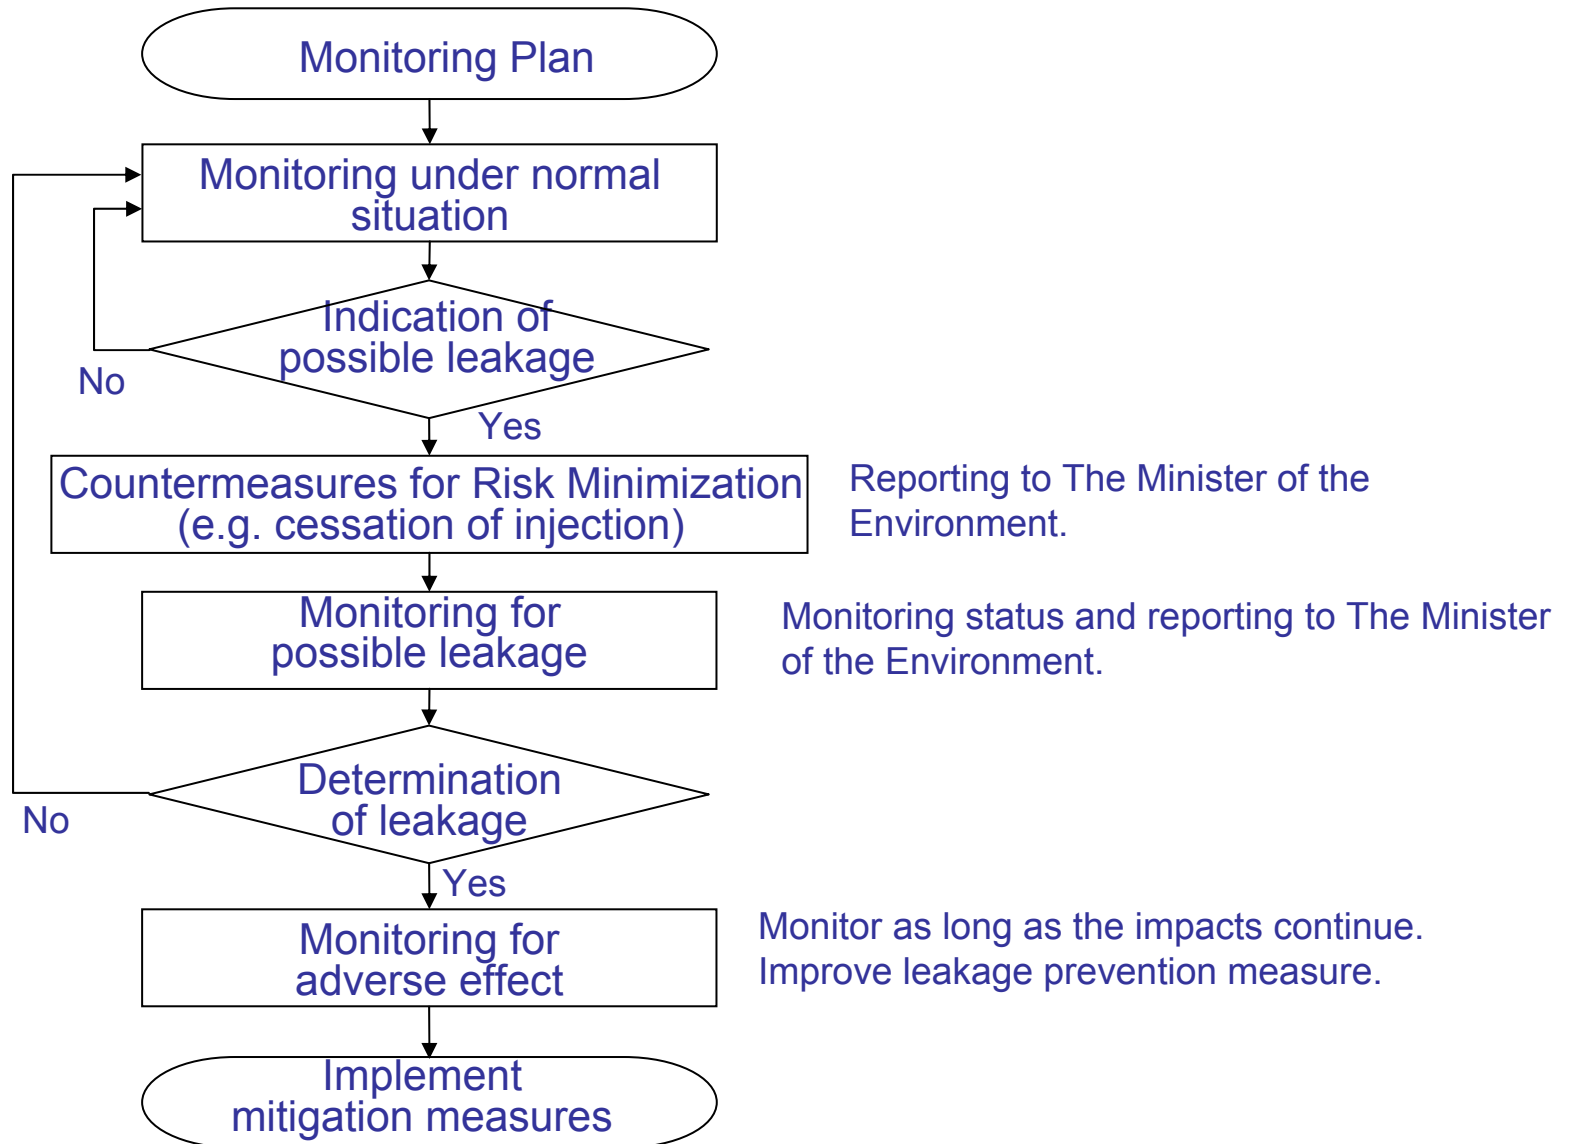 Monitoring Plan
Monitoring under normal
situation
Indication of
possible leakage
No
Yes
Countermeasures for Risk Minimization
(e.g. cessation of injection)
Reporting to The Minister of the
Environment.
Monitoring for
possible leakage
Monitoring status and reporting to The Minister
of the Environment.
Determination
of leakage
No
Yes
Monitoring for
adverse effect
Monitor as long as the impacts continue.
Improve leakage prevention measure.
Implement
mitigation measures